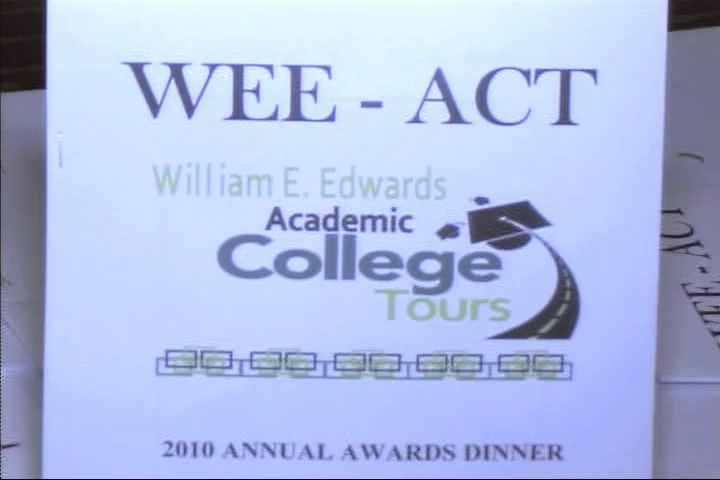 WEE - ACT
William E. Edwards
Academic
College
Tours
2010 ANNUAL AWARDS DINNER